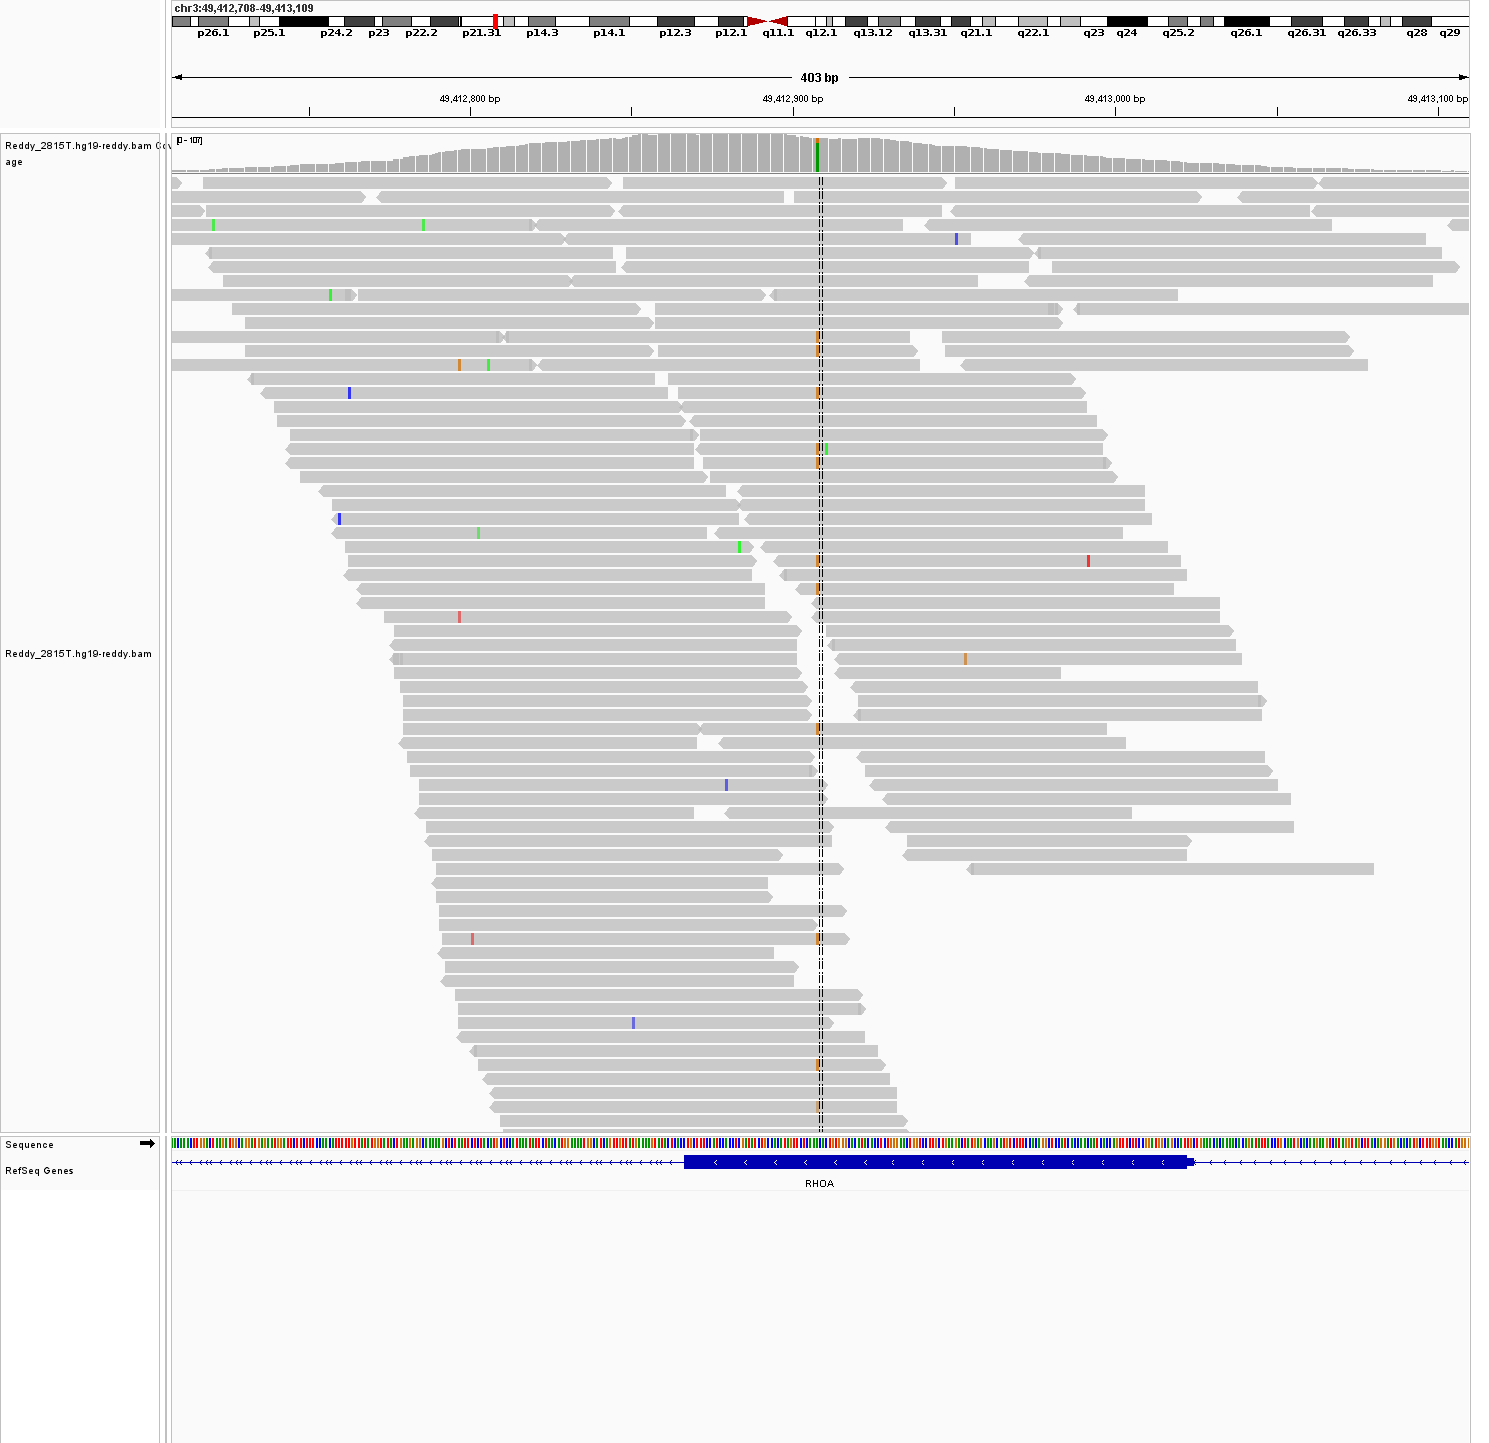 chr3:49,412,708-49,413,109
p26.1 p25.1 p24.2 p23 p22.2 p21.31 p14.3 p14.1 p12.3 p12.1 q11.1 q12.1 q13.12 q13.31 q21.1 q22.1 q23 q24 q25.2 q26.1 q26.31 q26.33 q28 q29
403 bp
49,412,800 bp 49,412,900 bp 49,413,000 bp 49,413,100 bp
Reddy_2815T.hg19-reddy.bam Cov
age
[0 - 107]
Reddy_2815T.hg19-reddy.bam
Sequence
RefSeq Genes
RHOA